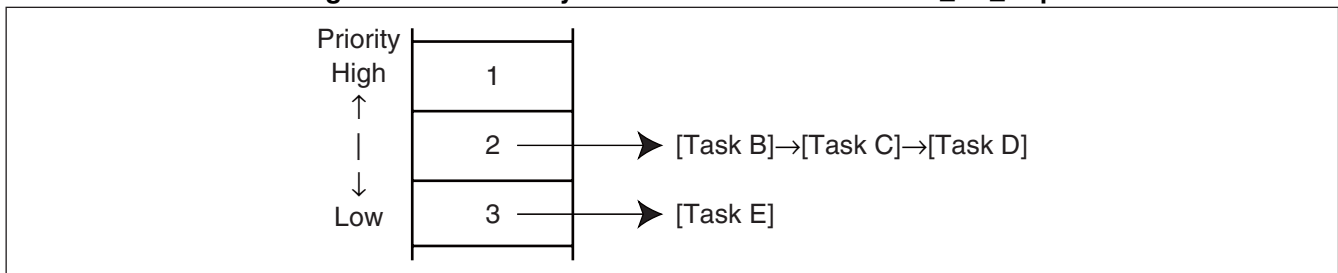 Priority
High
↑
|
↓
Low
1
2 → [Task B]→[Task C]→[Task D]
3 → [Task E]